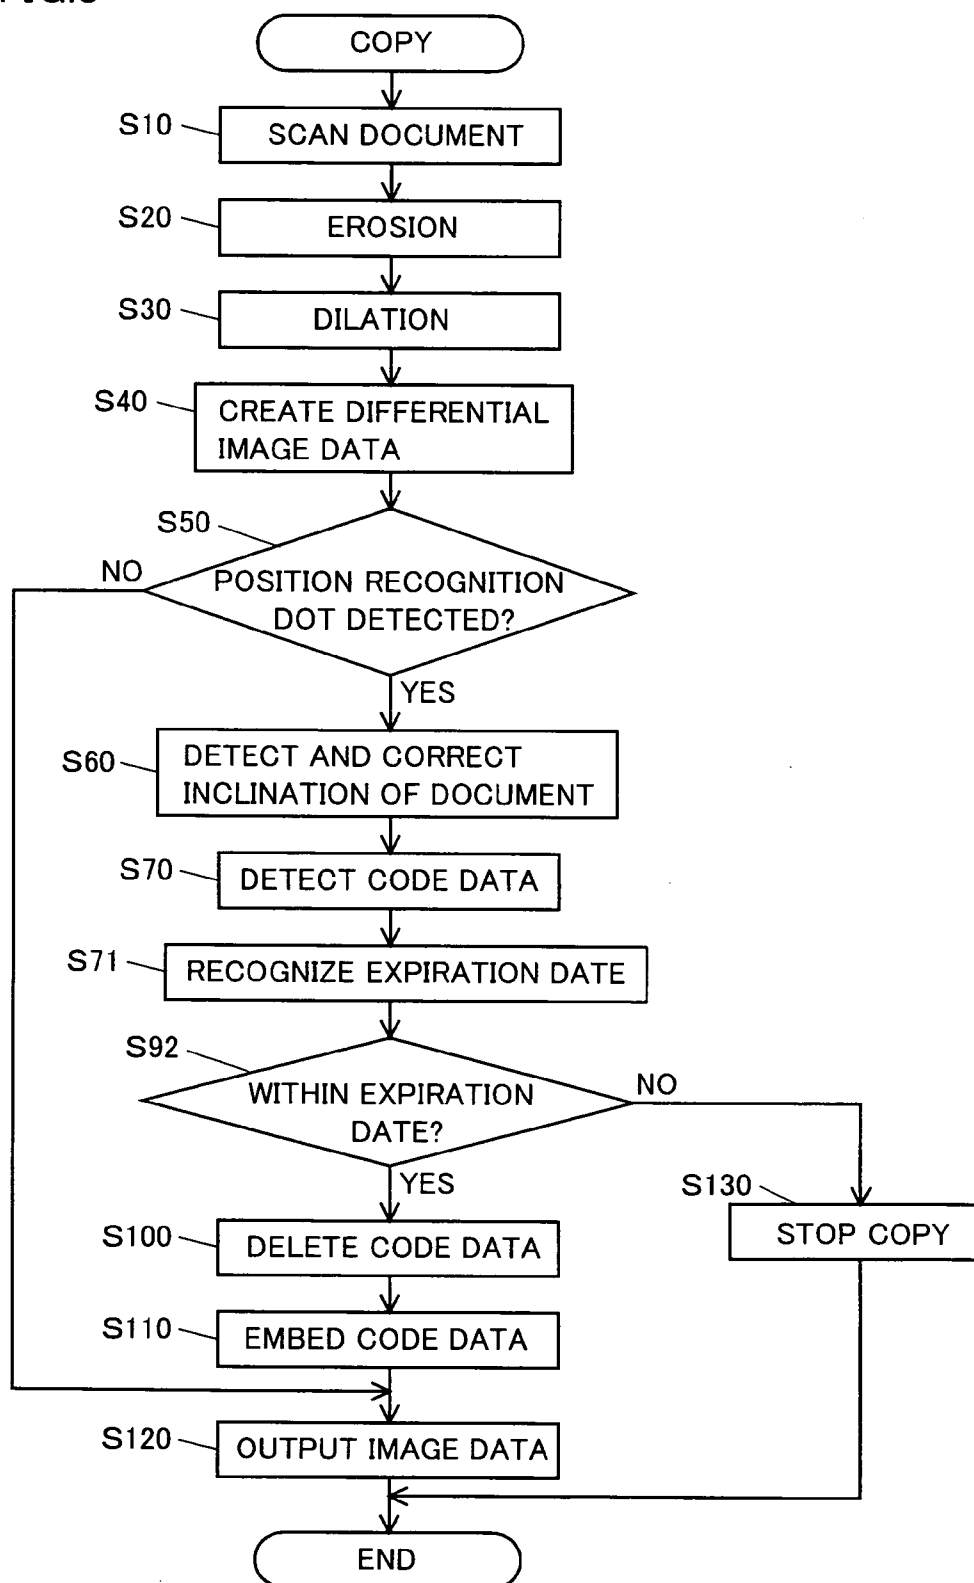 COPY
S10
SCAN DOCUMENT
S20
EROSION
S30
DILATION
S40
CREATE DIFFERENTIAL
IMAGE DATA
S50
NO
POSITION RECOGNITION
DOT DETECTED?
YES
S60
DETECT AND CORRECT
INCLINATION OF DOCUMENT
S70
DETECT CODE DATA
S71
RECOGNIZE EXPIRATION DATE
S92
WITHIN EXPIRATION
DATE?
NO
YES
S130
STOP COPY
S100
DELETE CODE DATA
S110
EMBED CODE DATA
S120
OUTPUT IMAGE DATA
END